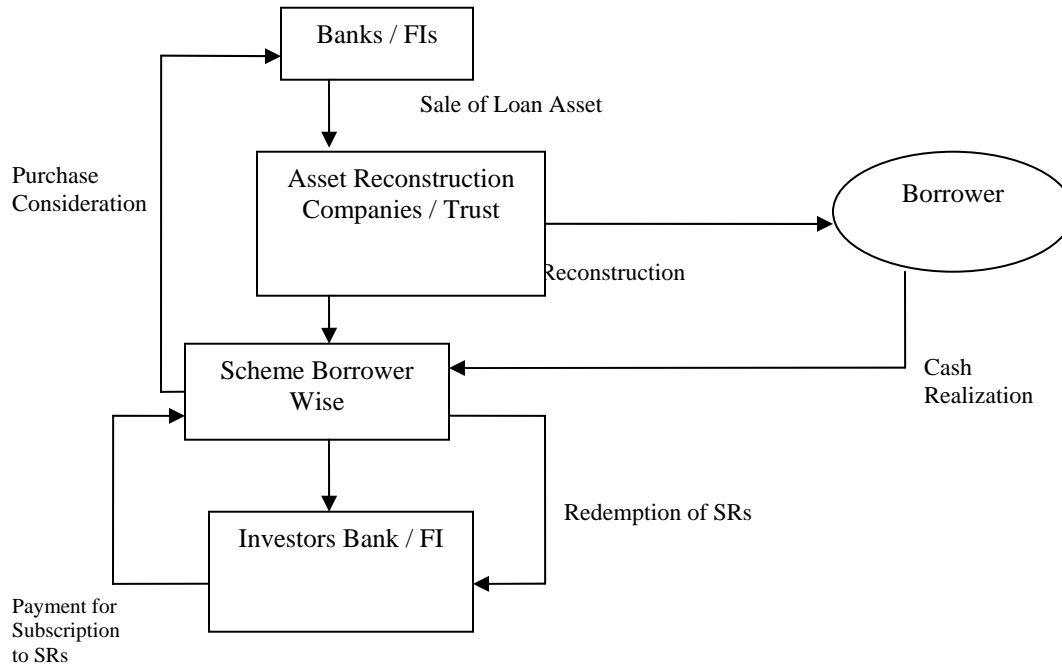 Banks / FIs
Sale of Loan Asset
Purchase
Consideration
Asset Reconstruction
Companies / Trust
Borrower
Reconstruction
Scheme Borrower
Wise
Cash
Realization
Redemption of SRs
Investors Bank / FI
Payment for
Subscription
to SRs